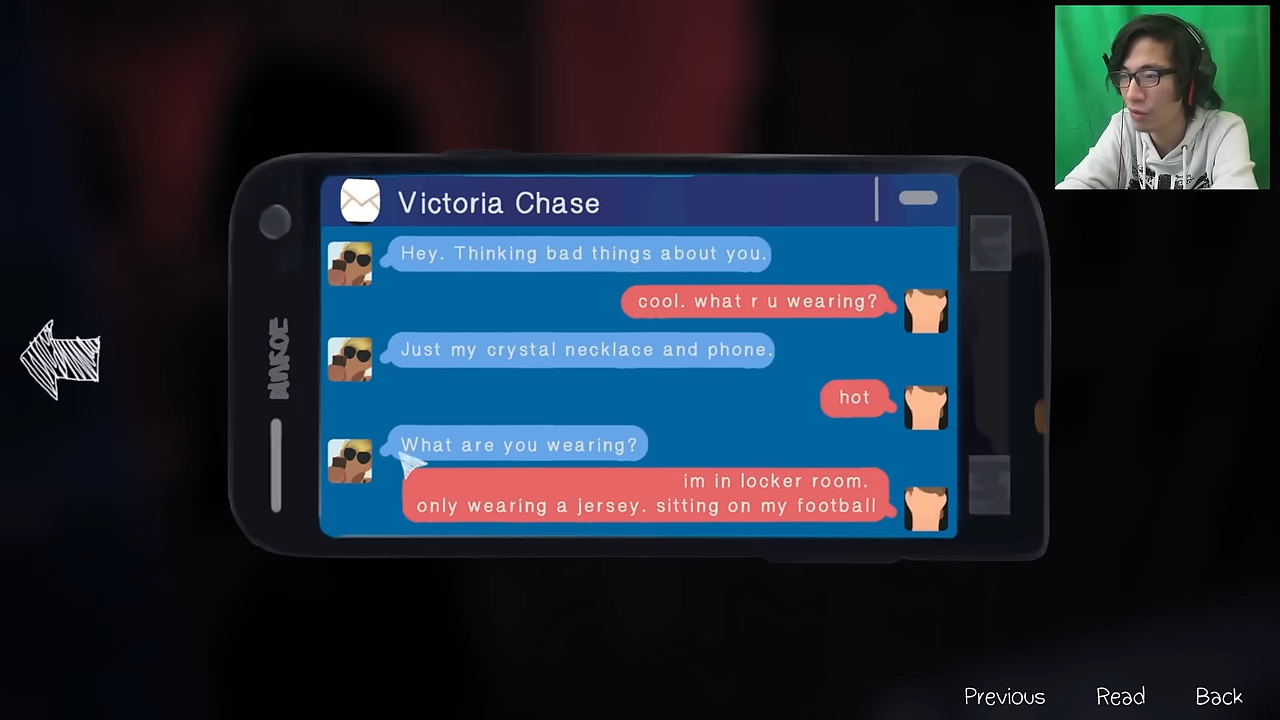 Victoria Chase
Hey. Thinking bad things about you.
cool. what r u wearing?
Just my crystal necklace and phone.
hot
What are you wearing?
im in locker room.
only wearing a jersey. sitting on my football
Previous Read Back